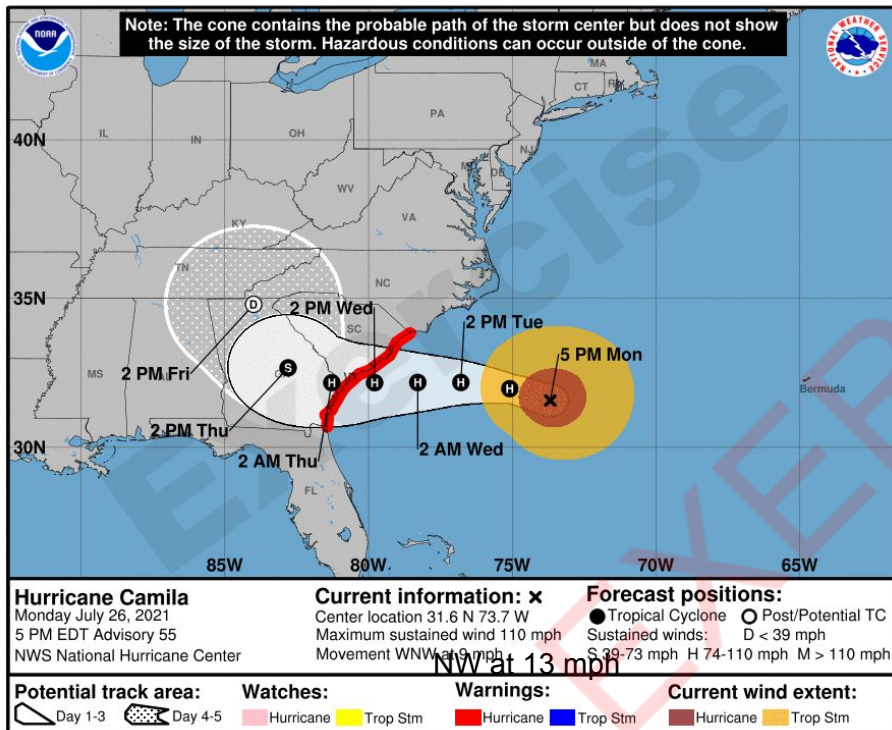 Note: The cone contains the probable path of the storm center but does not show
the size of the storm. Hazardous conditions can occur outside of the cone.
NOAA
NATIONAL WEATHER SERVICE
MA
CT
RI
PA
40N
NJ
IL
IN
OH
MD
DE
WV
KY
VA
TN
NC
35N
2 PM Wed
SC
2 PM Tue
D
5 PM Mon
MS
AL
2 PM Fri
S
GA
H
H
H
H
H
Bermuda
2 PM Thu
30N
2 AM Thu
2 AM Wed
FL
85W
80W
75W
70W
65W
Exercise
EXER
Hurricane Camila
Monday July 26, 2021
5 PM EDT Advisory 55
NWS National Hurricane Center
Current information: x
Center location 31.6 N 73.7 W
Maximum sustained wind 110 mph
Movement WNW at 9 mph
NW at 13 mph
Forecast positions:
Tropical Cyclone Post/Potential TC
Sustained winds: D < 39 mph
S 39-73 mph H 74-110 mph M > 110 mph
Potential track area:
Day 1-3 Day 4-5
Watches:
Hurricane Trop Stm
Warnings:
Hurricane Trop Stm
Current wind extent:
Hurricane Trop Stm